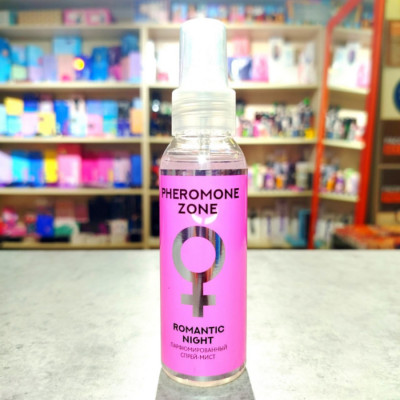 PHEROMONE
ZONE
ROMANTIC
NIGHT
ПАРФЮМИРОВАННЫЙ
СПРЕЙ-МИСТ